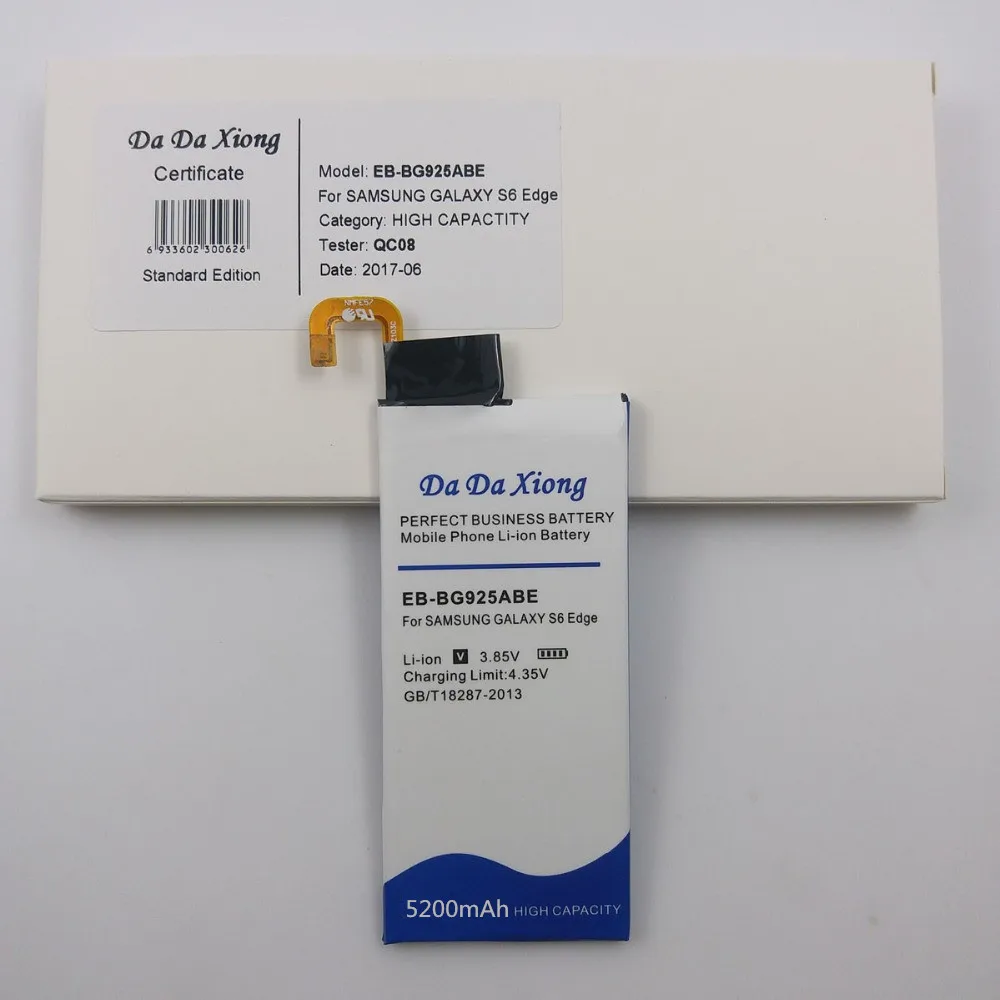 Da Da Xiong
Certificate
6 933602 300626
Standard Edition
Model: EB-BG925ABE
For SAMSUNG GALAXY S6 Edge
Category: HIGH CAPACTITY
Tester: QC08
Date: 2017-06
Da Da Xiong
PERFECT BUSINESS BATTERY
Mobile Phone Li-ion Battery
EB-BG925ABE
For SAMSUNG GALAXY S6 Edge
Li-ion V 3.85V
Charging Limit:4.35V
GB/T18287-2013
5200mAh HIGH CAPACITY